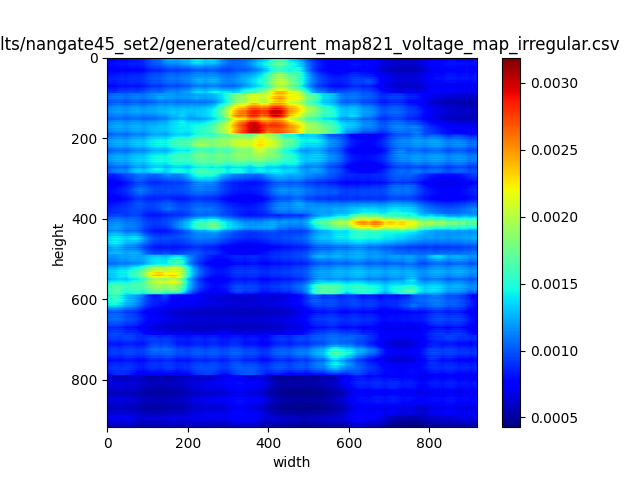 lts/nangate45_set2/generated/current_map821_voltage_map_irregular.csv
0
200
400
600
800
height
0 200 400 600 800
width
0.0030
0.0025
0.0020
0.0015
0.0010
0.0005